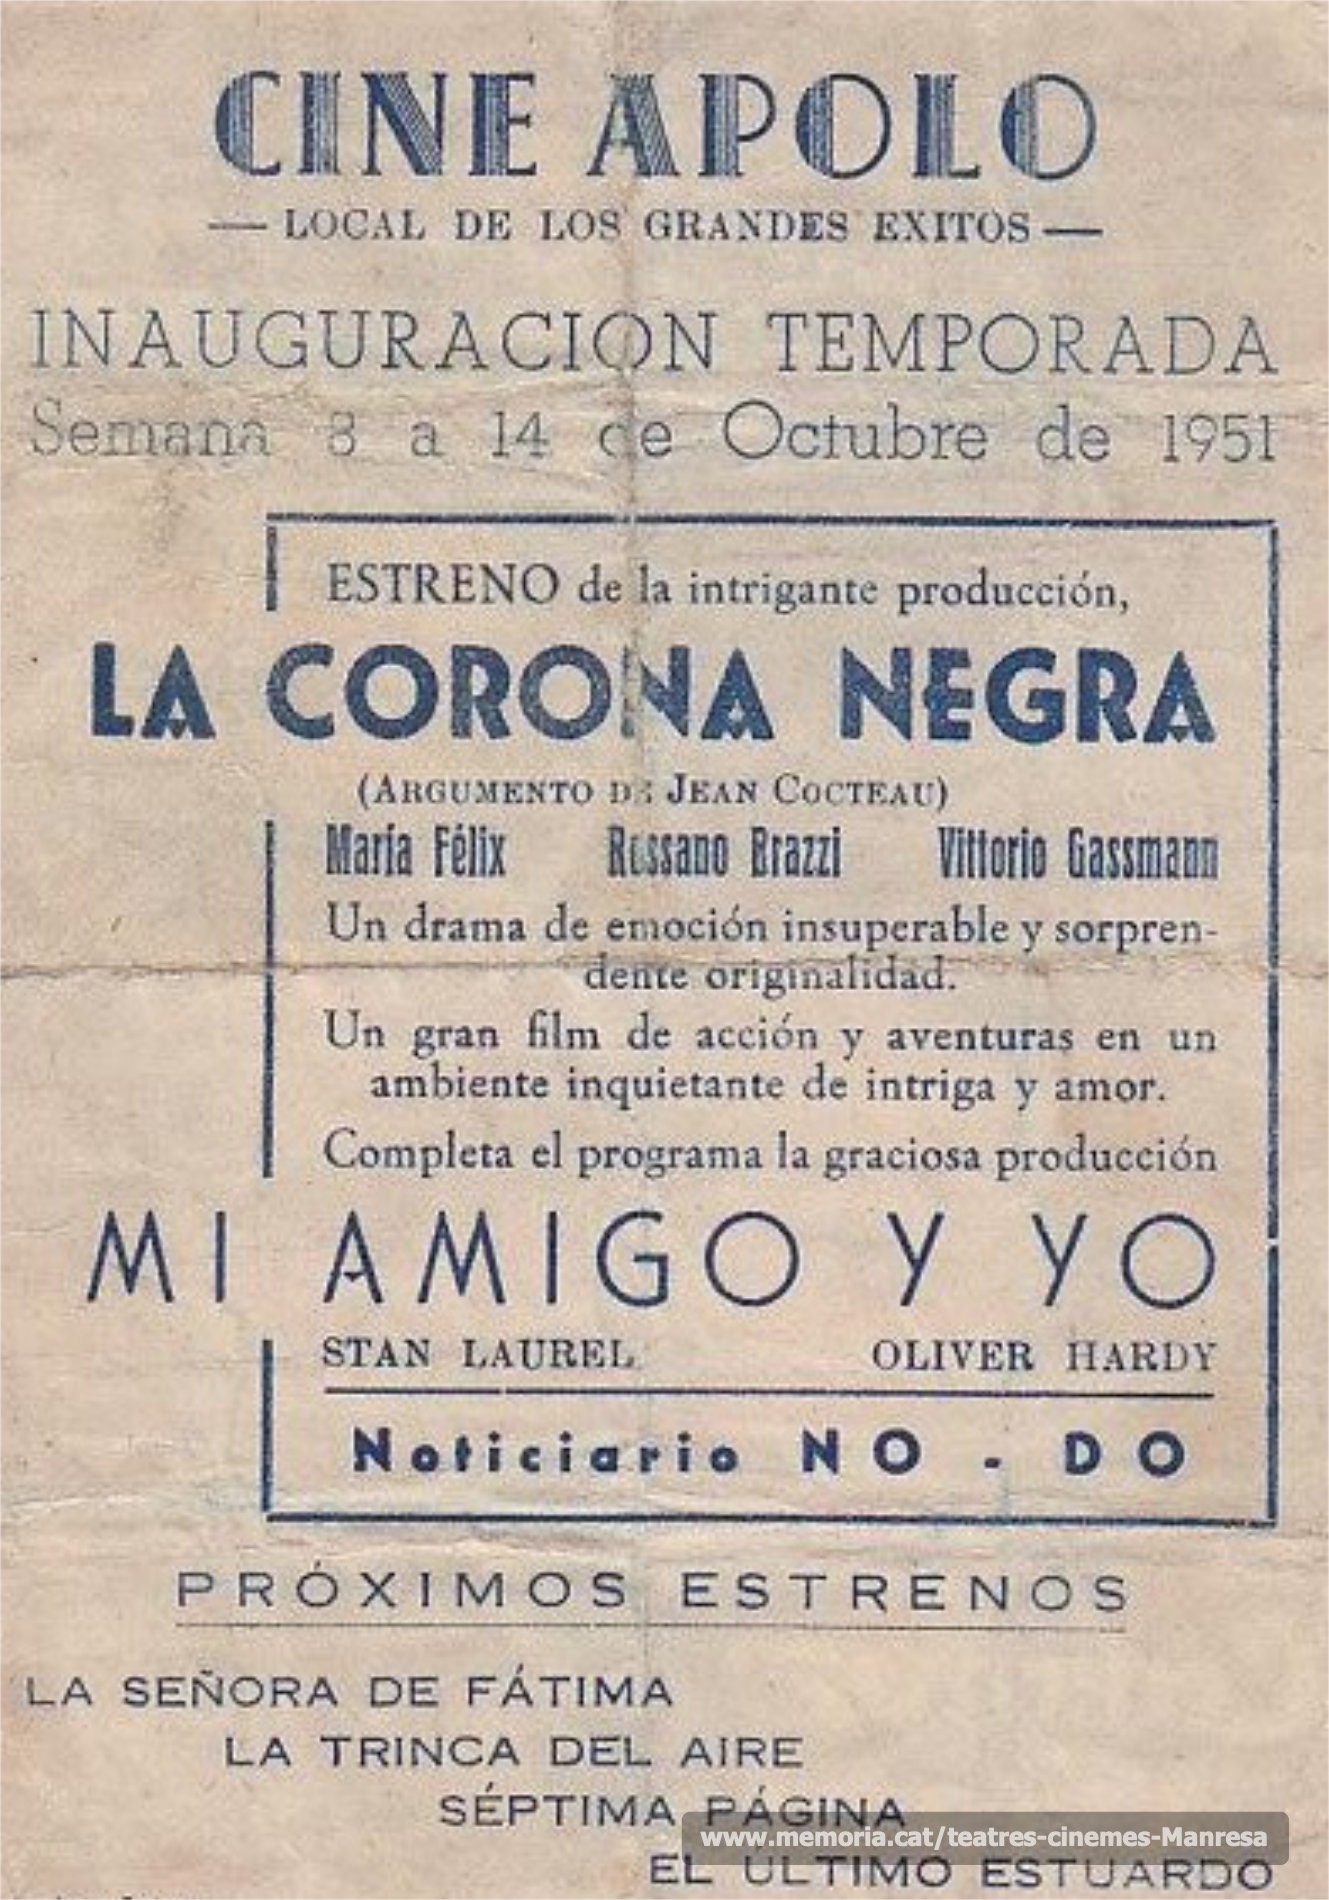 CINE APOLO
— LOCAL DE LOS GRANDES EXITOS —
INAUGURACION TEMPORADA
Semana 8 a 14 de Octubre de 1951
ESTRENO de la intrigante producción,
LA CORONA NEGRA
(ARGUMENTO DE JEAN COCTEAU)
María Félix Rossano Brazzi Vittorio Gassmann
Un drama de emoción insuperable y sorpren-
dente originalidad.
Un gran film de acción y aventuras en un
ambiente inquietante de intriga y amor.
Completa el programa la graciosa producción
MI AMIGO Y YO
STAN LAUREL OLIVER HARDY
Noticiario NO - DO
PRÓXIMOS ESTRENOS
LA SEÑORA DE FÁTIMA
LA TRINCA DEL AIRE
SÉPTIMA PÁGINA
www.memoria.cat/teatres-cinemes-Manresa
EL ULTIMO ESTUARDO